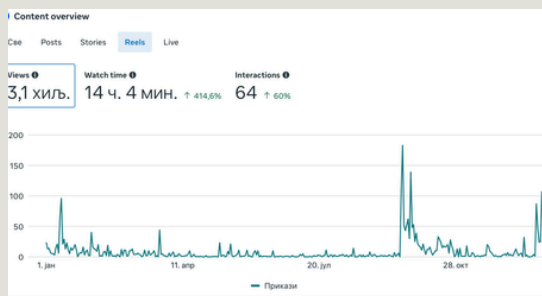 Content overview
Све Posts Stories Reels Live
Views Watch time Interactions
3,1 хиљ. 14 ч. 4 мин. ↑ 414,6% 64 ↑ 60%
200
150
100
50
0
1. јан 11. апр 20. јул 28. окт
Прикази